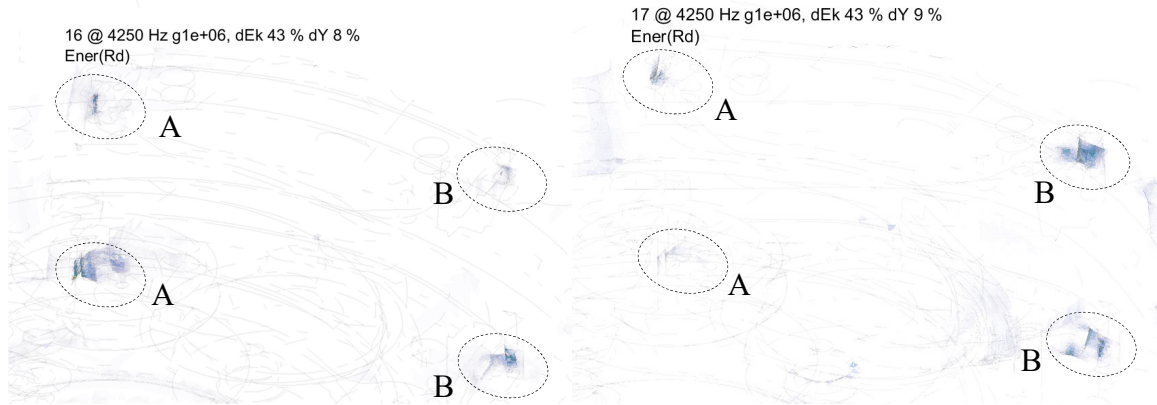 16 @ 4250 Hz g1e+06, dEk 43 % dY 8 %
Ener(Rd)
A
B
A
B
17 @ 4250 Hz g1e+06, dEk 43 % dY 9 %
Ener(Rd)
A
B
A
B